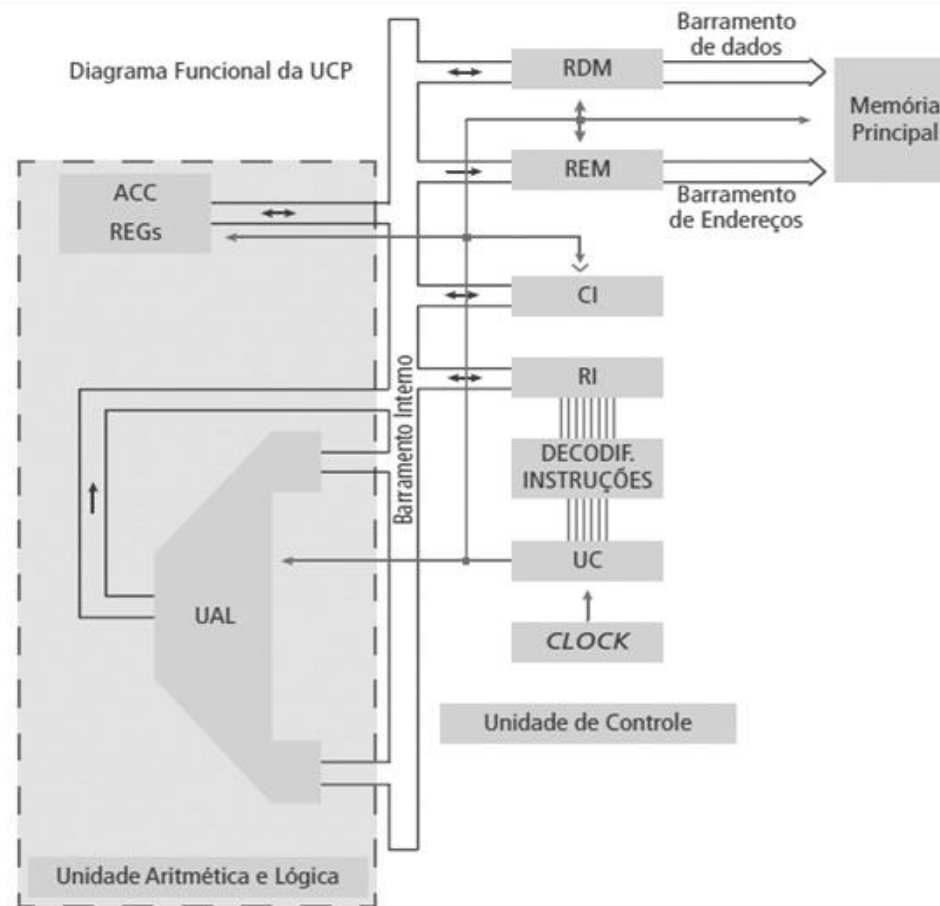 Diagrama Funcional da UCP
RDM
Barramento
de dados
Memória
Principal
REM
Barramento
de Endereços
ACC
REGs
CI
RI
Barramento Interno
DECODIF.
INSTRUÇÕES
UC
UAL
CLOCK
Unidade de Controle
Unidade Aritmética e Lógica